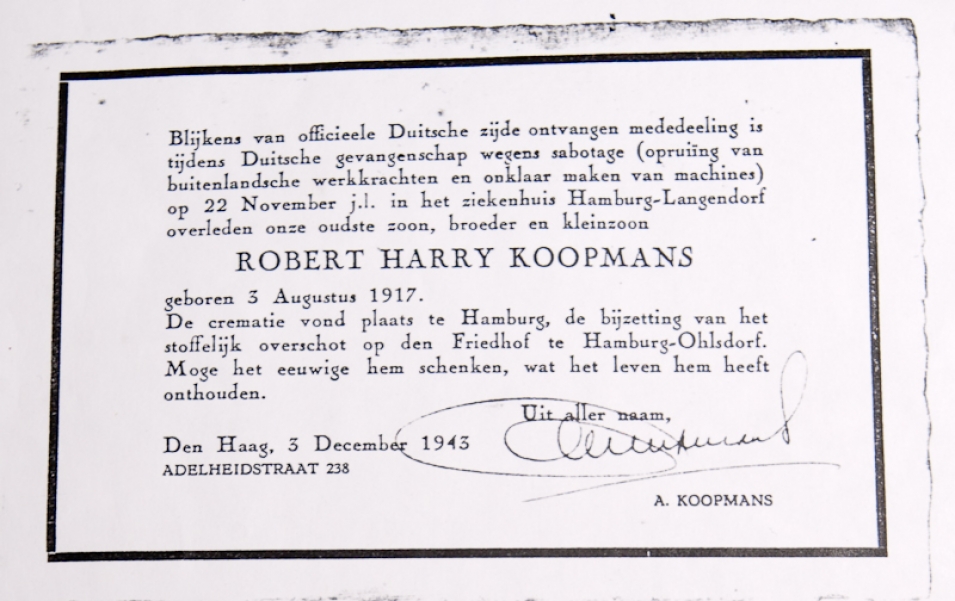 Blijkens van officieele Duitsche zijde ontvangen mededeeling is
tijdens Duitsche gevangenschap wegens sabotage (opruiïng van
buitenlandsche werkkrachten en onklaar maken van machines)
op 22 November j.l. in het ziekenhuis Hamburg-Langendorf
overleden onze oudste zoon, broeder en kleinzoon
ROBERT HARRY KOOPMANS
geboren 3 Augustus 1917.
De crematie vond plaats te Hamburg, de bijzetting van het
stoffelijk overschot op den Friedhof te Hamburg-Ohlsdorf.
Moge het eeuwige hem schenken, wat het leven hem heeft
onthouden.
Uit aller naam,
Den Haag, 3 December 1943
ADELHEIDSTRAAT 238
A. KOOPMANS